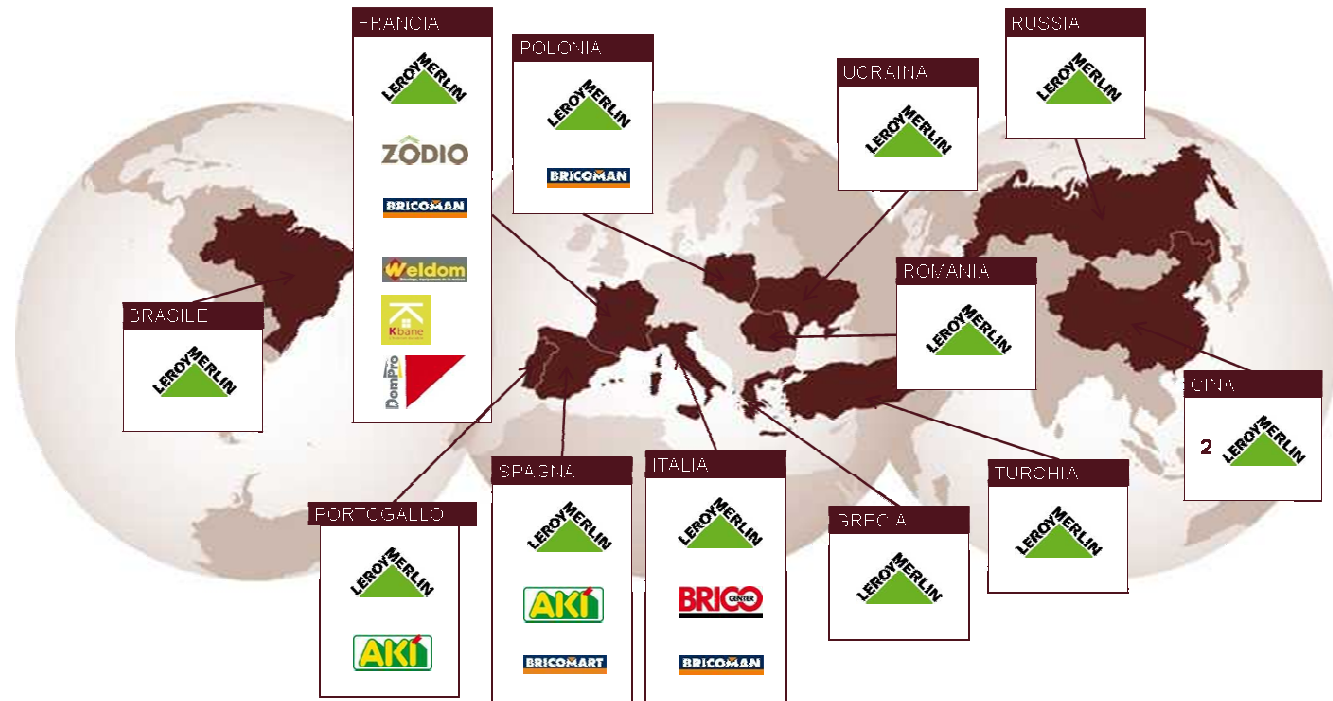 FRANCIA
LEROY MERLIN
ZÔDIO
BRICOMAN
Weldom
Kbane
DomPro
POLONIA
LEROY MERLIN
BRICOMAN
UCRAINA
LEROY MERLIN
RUSSIA
LEROY MERLIN
BRASILE
LEROY MERLIN
ROMANIA
LEROY MERLIN
CINA
2 LEROY MERLIN
PORTOGALLO
LEROY MERLIN
AKI
SPAGNA
LEROY MERLIN
AKI
BRICOMART
ITALIA
LEROY MERLIN
BRICO CENTER
BRICOMAN
GRECIA
LEROY MERLIN
TURCHIA
LEROY MERLIN